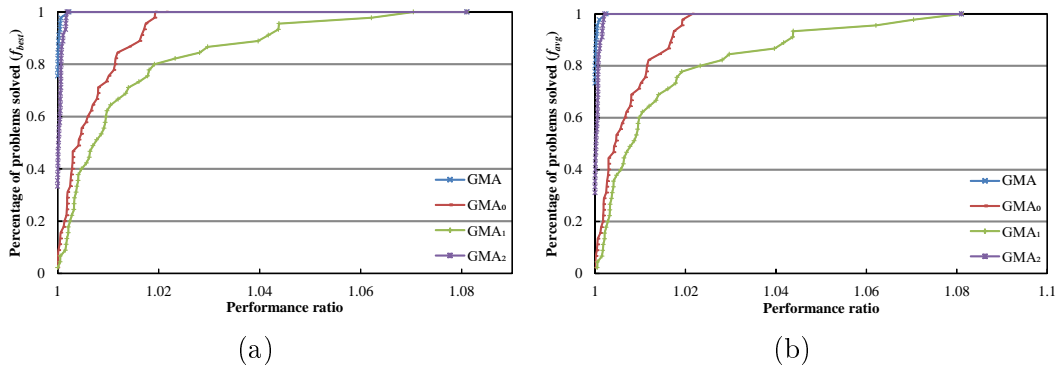 Percentage of problems solved (f_best)
1
0.8
0.6
0.4
0.2
0
GMA
GMA₀
GMA₁
GMA₂
1 1.02 1.04 1.06 1.08
Performance ratio
(a)
Percentage of problems solved (f_avg)
1
0.8
0.6
0.4
0.2
0
GMA
GMA₀
GMA₁
GMA₂
1 1.02 1.04 1.06 1.08 1.1
Performance ratio
(b)